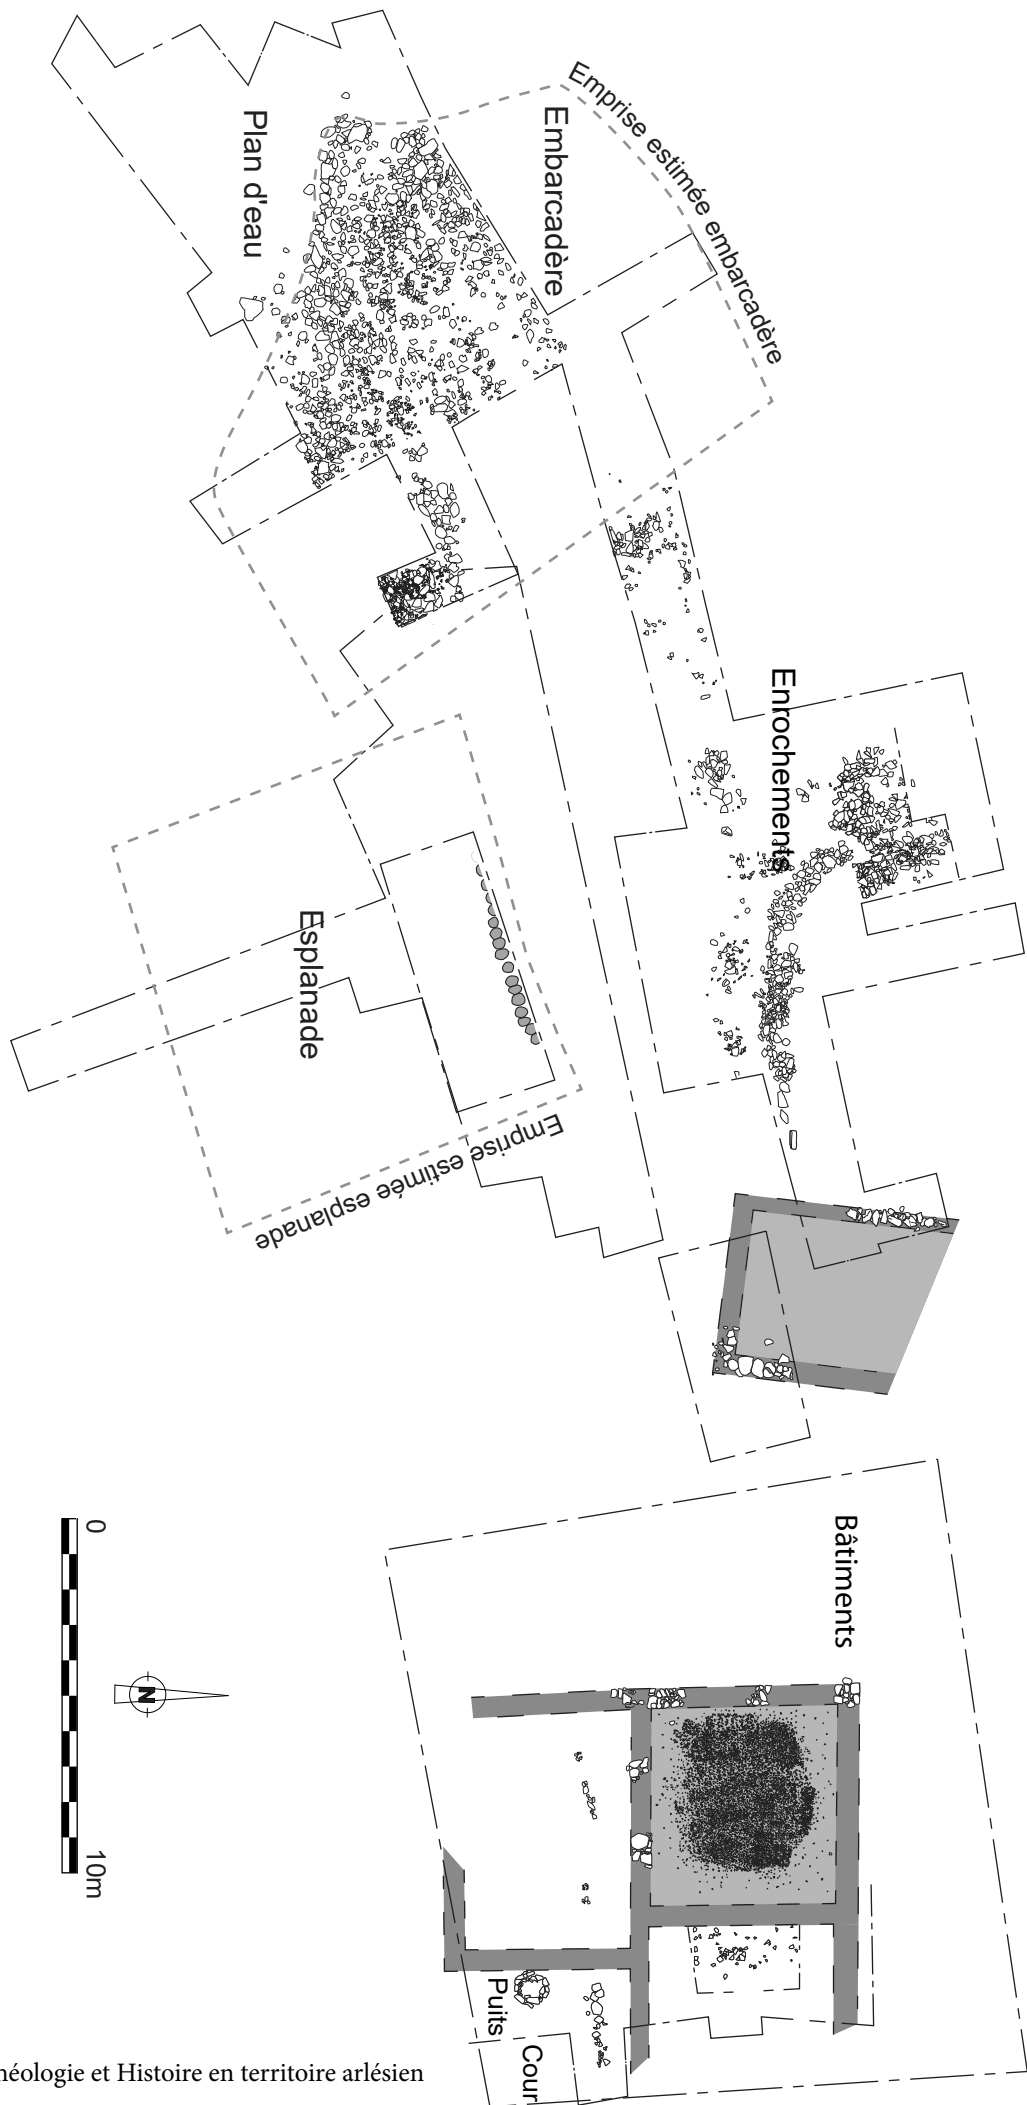 Emprise estimée embarcadère
Embarcadère
Plan d'eau
Enrochements
Esplanade
Emprise estimée esplanade
Bâtiments
0
10m
N
Puits
Cour
héologie et Histoire en territoire arlésien